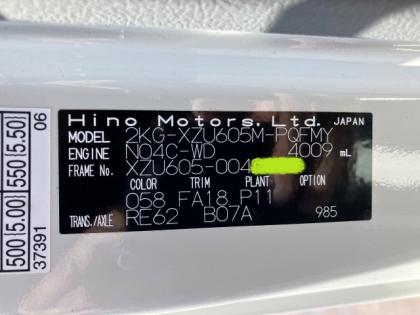 Hino Motors, Ltd. JAPAN
MODEL 2KG-XZU605M-PQFMY
ENGINE N04C-WD 4009 mL
FRAME No. XZU605-004
COLOR TRIM PLANT OPTION
058 FA18 P11
TRANS./AXLE RE62 B07A 985
500 [5.00] 550 [5.50]
37391 06